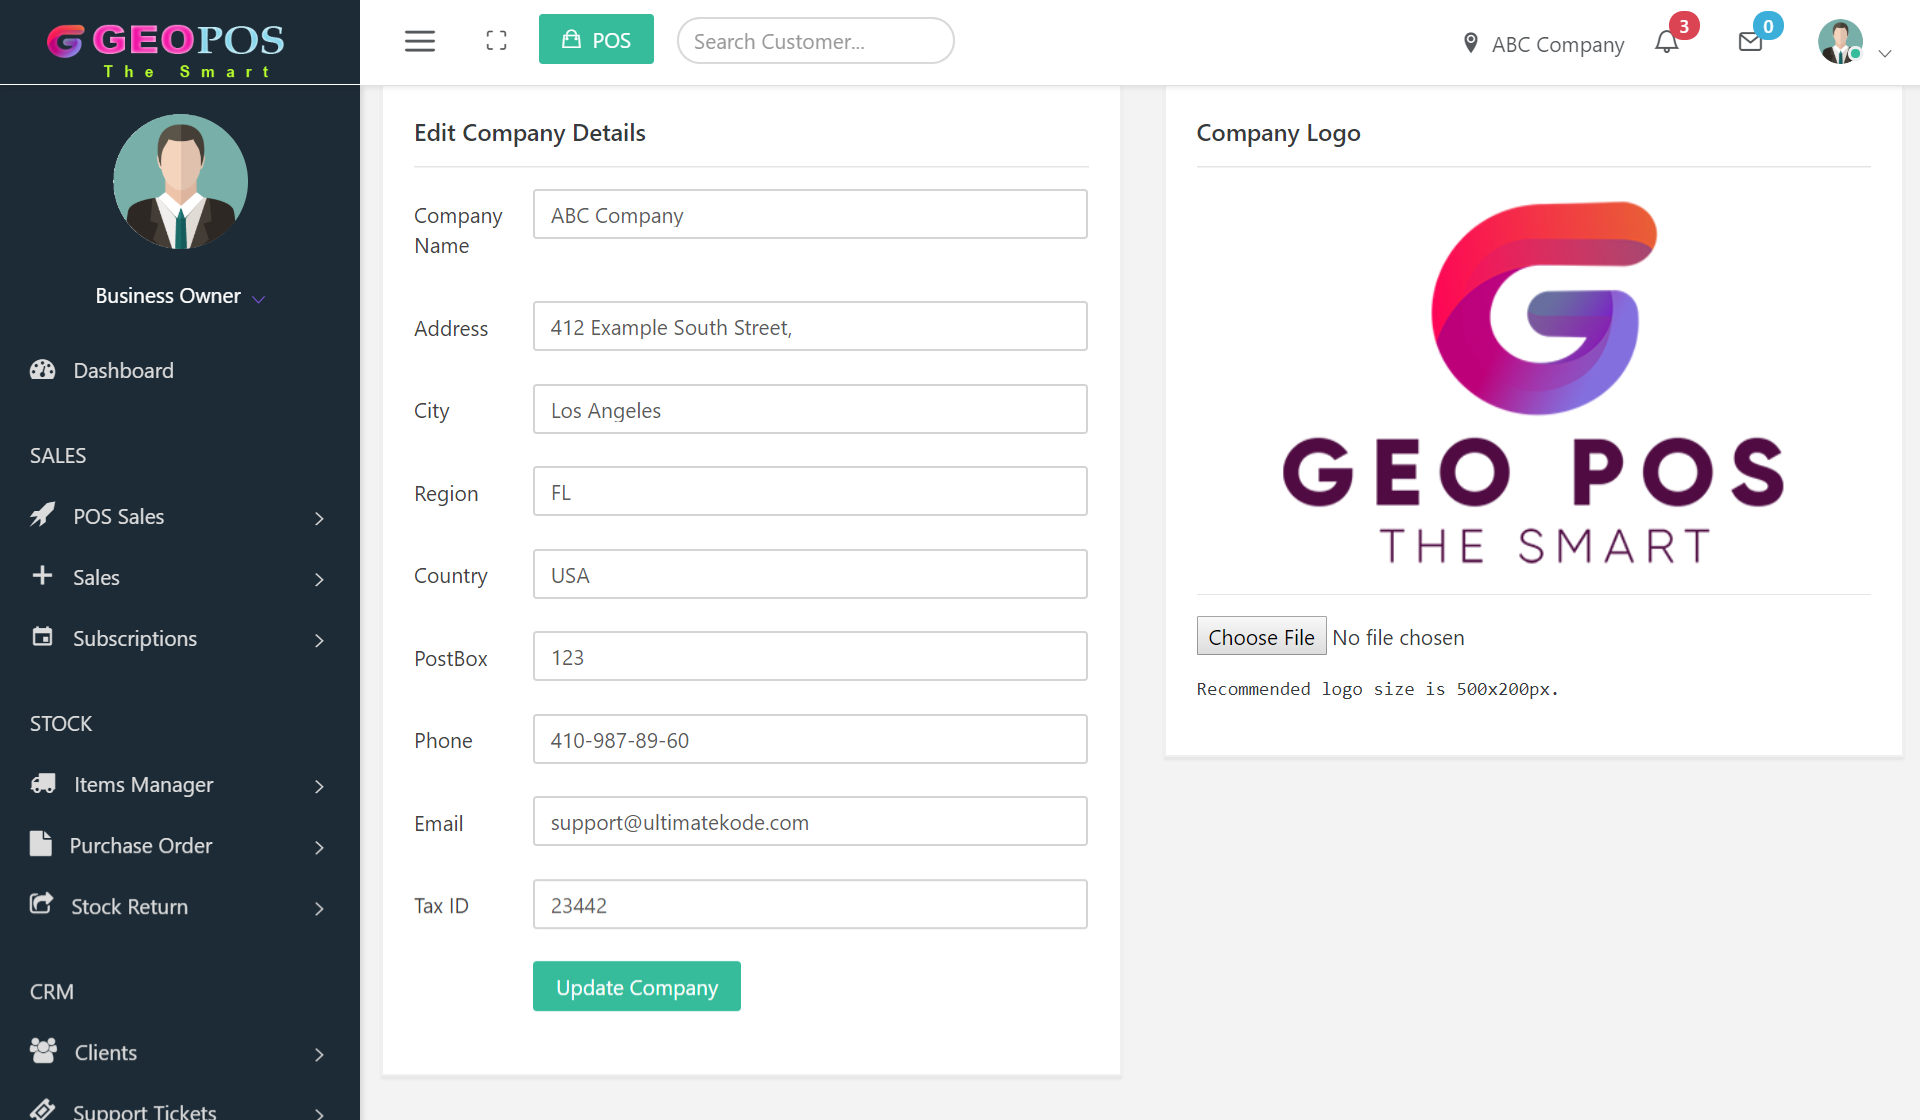 GEOPOS
The Smart
POS
Search Customer...
ABC Company
3
0
Business Owner
Dashboard
SALES
POS Sales
Sales
Subscriptions
STOCK
Items Manager
Purchase Order
Stock Return
CRM
Clients
Support Tickets
Edit Company Details
Company Name
ABC Company
Address
412 Example South Street,
City
Los Angeles
Region
FL
Country
USA
PostBox
123
Phone
410-987-89-60
Email
support@ultimatekode.com
Tax ID
23442
Update Company
Company Logo
GEO POS
THE SMART
Choose File No file chosen
Recommended logo size is 500x200px.